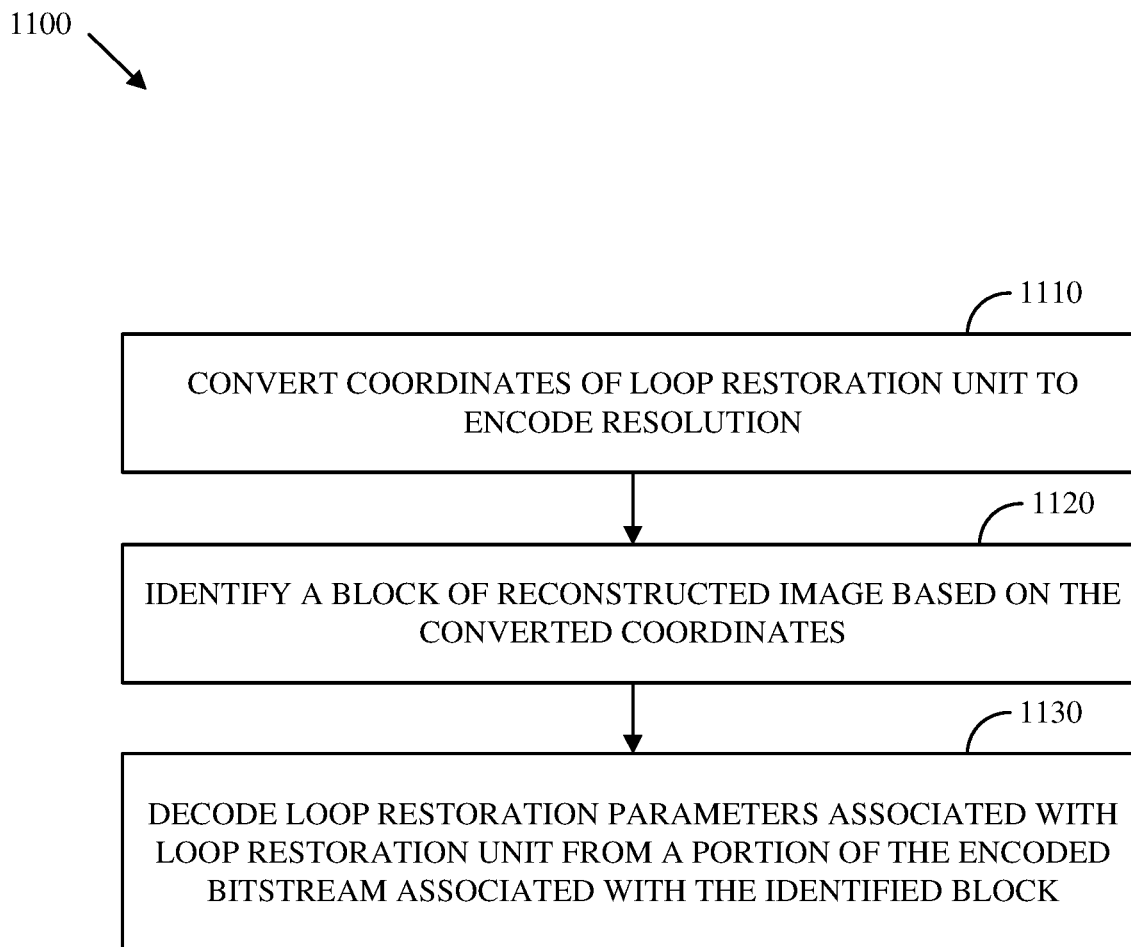 1100
1110
CONVERT COORDINATES OF LOOP RESTORATION UNIT TO
ENCODE RESOLUTION
1120
IDENTIFY A BLOCK OF RECONSTRUCTED IMAGE BASED ON THE
CONVERTED COORDINATES
1130
DECODE LOOP RESTORATION PARAMETERS ASSOCIATED WITH
LOOP RESTORATION UNIT FROM A PORTION OF THE ENCODED
BITSTREAM ASSOCIATED WITH THE IDENTIFIED BLOCK